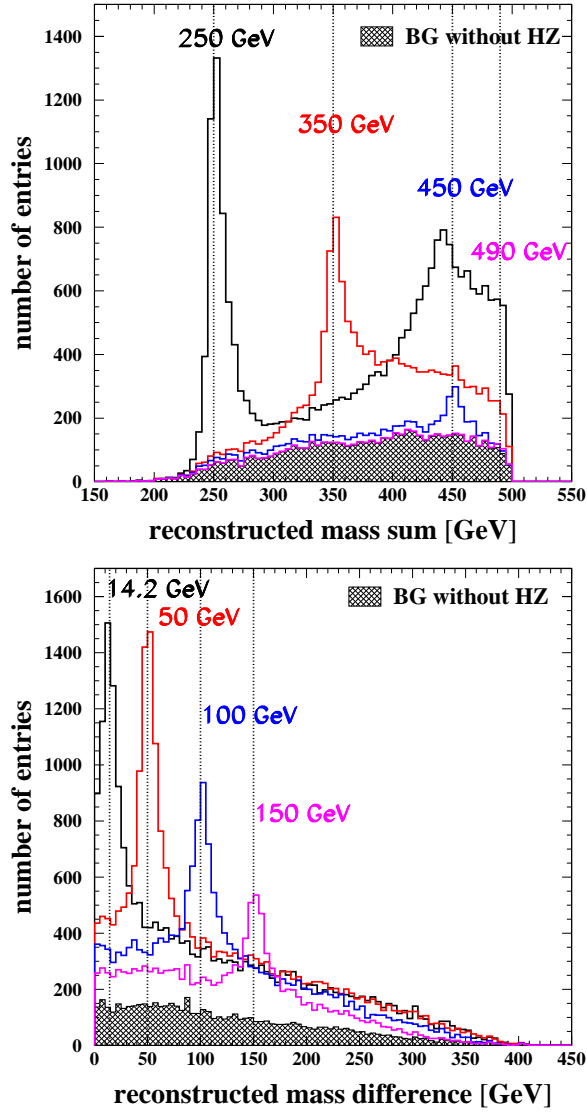 250 GeV
BG without HZ
350 GeV
450 GeV
490 GeV
number of entries
1400
1200
1000
800
600
400
200
0
150 200 250 300 350 400 450 500 550
reconstructed mass sum [GeV]
14.2 GeV
BG without HZ
50 GeV
100 GeV
150 GeV
number of entries
1600
1400
1200
1000
800
600
400
200
0
0 50 100 150 200 250 300 350 400 450
reconstructed mass difference [GeV]